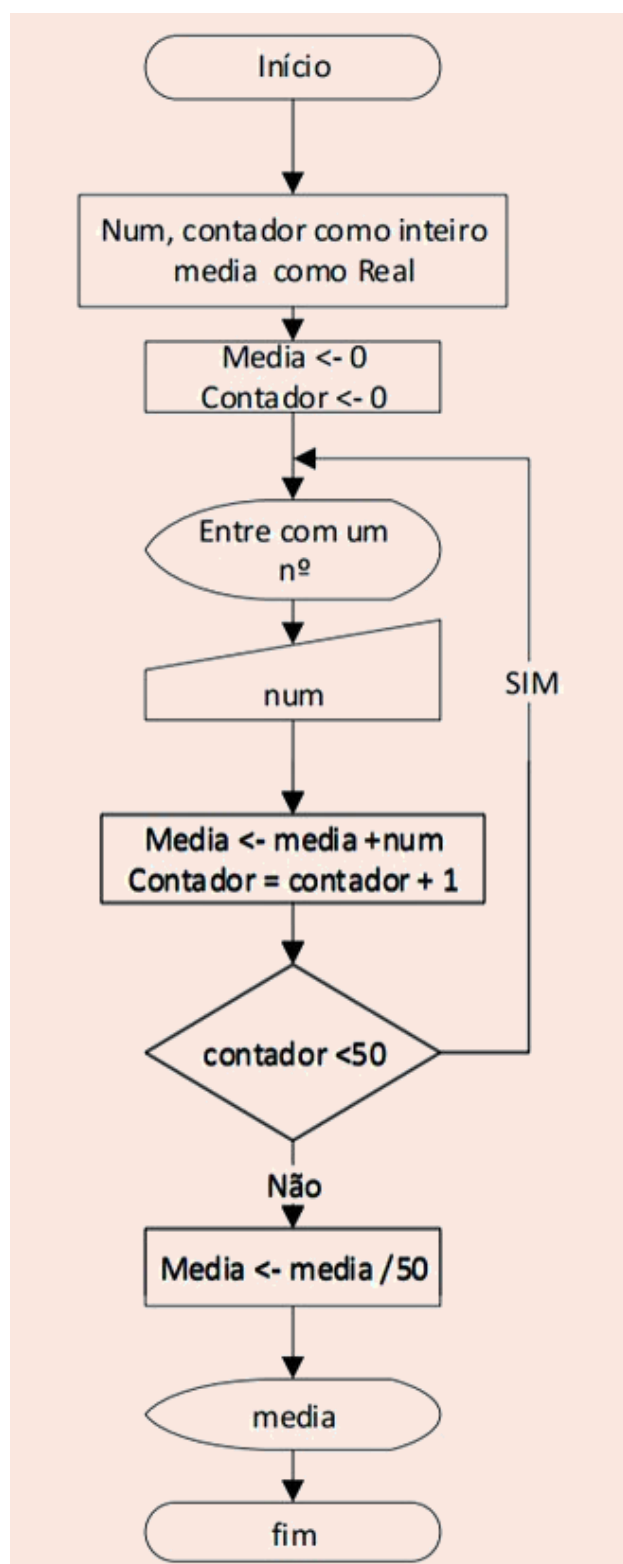 Início
Num, contador como inteiro
media como Real
Media <- 0
Contador <- 0
Entre com um
nº
num
SIM
Media <- media +num
Contador = contador + 1
contador <50
Não
Media <- media /50
media
fim